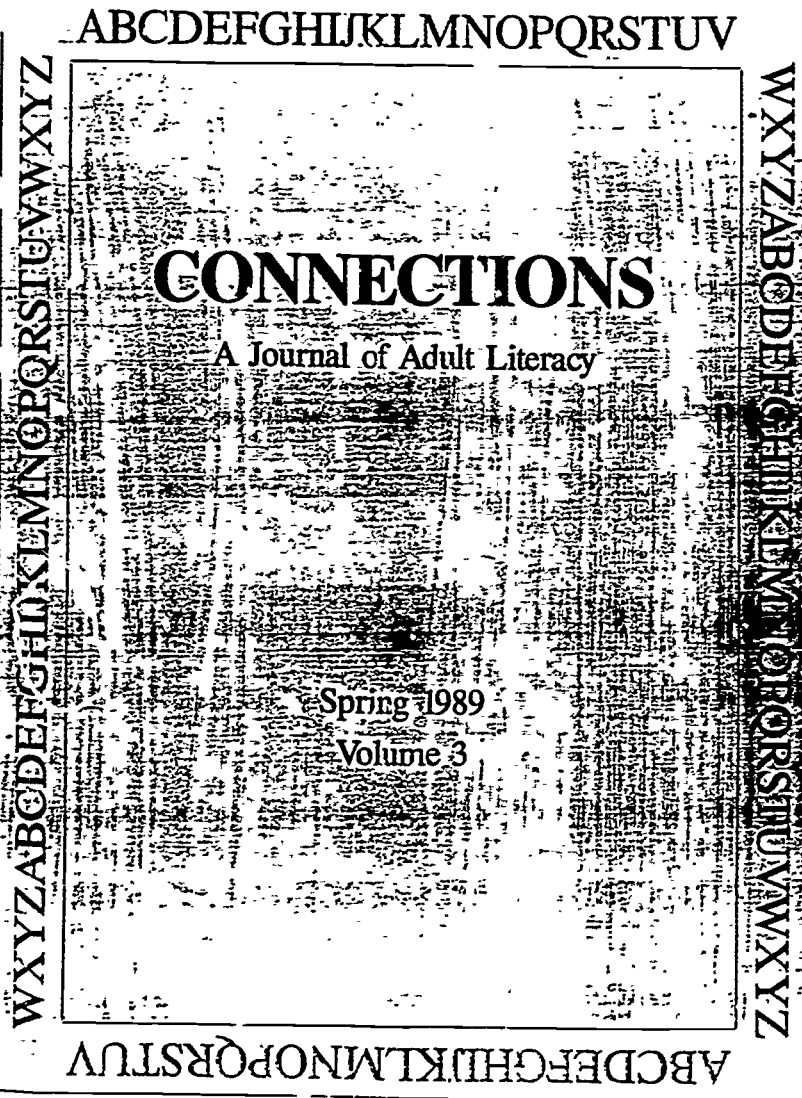 ABCDEFGHIJKLMNOPQRSTUV
WXYZABCDEFGHIJKLMNOPQRSTUVWXYZ
CONNECTIONS
A Journal of Adult Literacy
Spring 1989
Volume 3
ABCDEFGHIJKLMNOPQRSTUV
WXYZABCDEFGHIJKLMNOPQRSTUVWXYZ